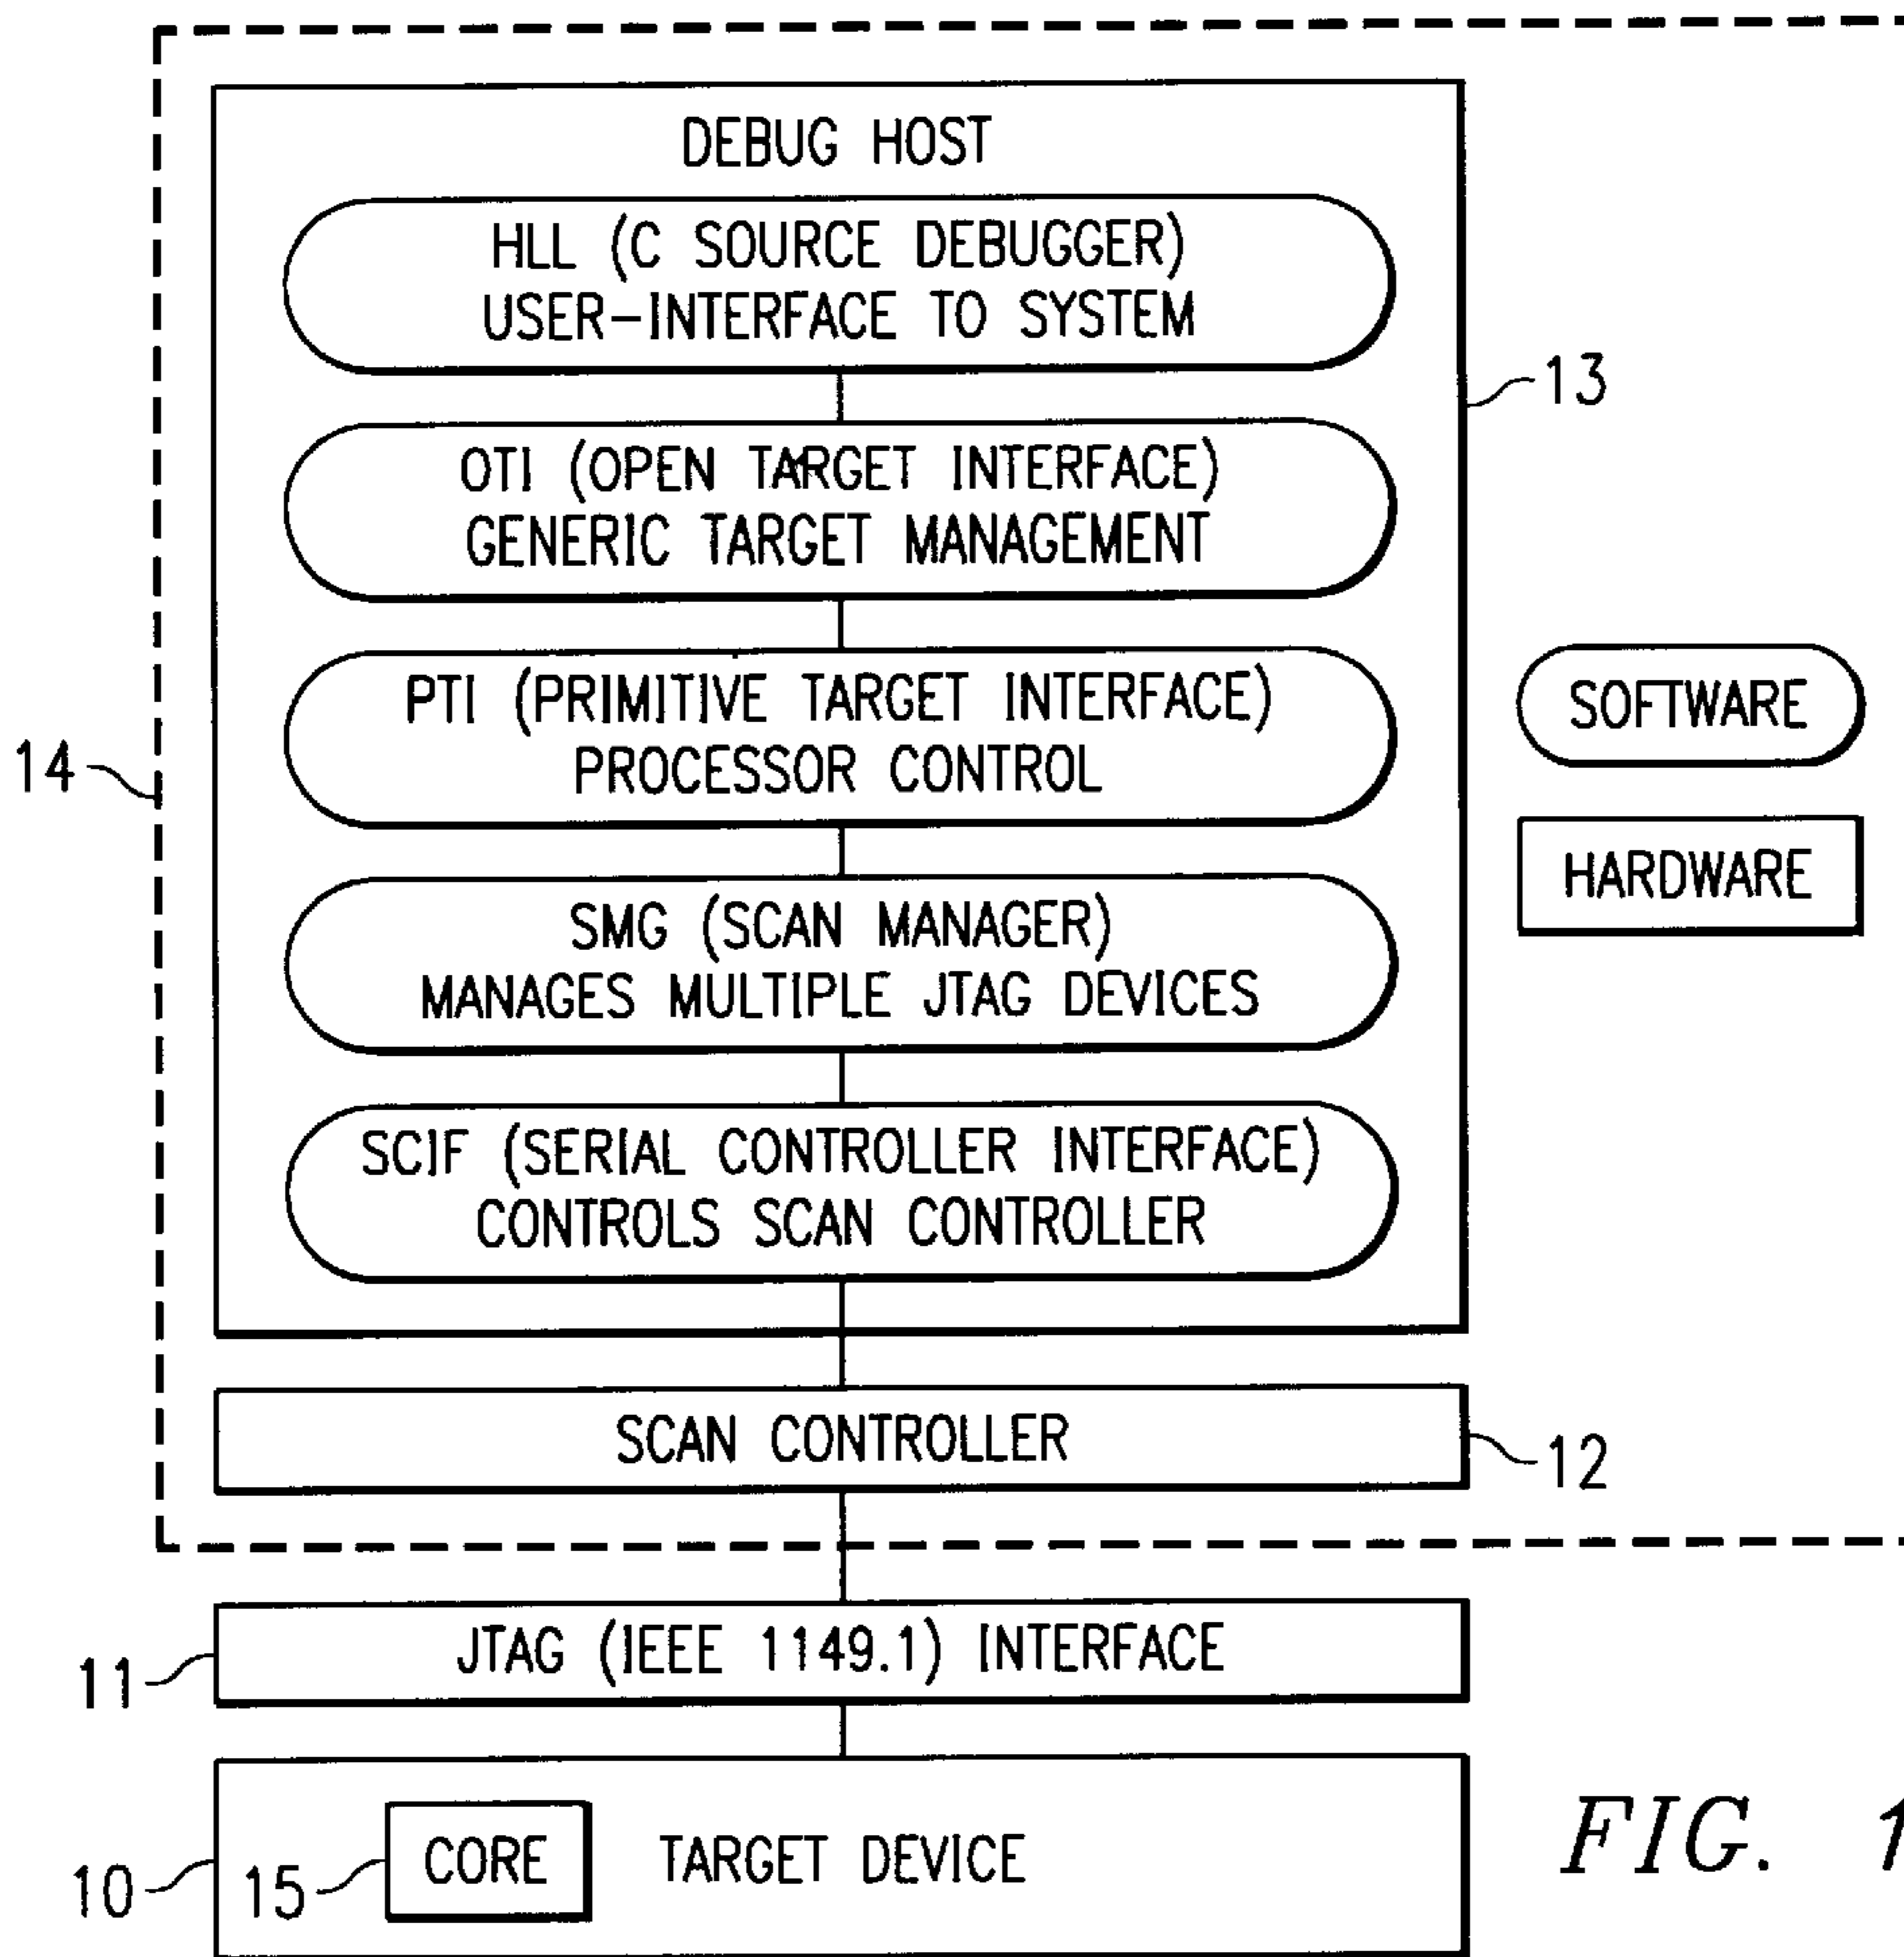 DEBUG HOST
HLL (C SOURCE DEBUGGER)
USER-INTERFACE TO SYSTEM
13
OTI (OPEN TARGET INTERFACE)
GENERIC TARGET MANAGEMENT
PTI (PRIMITIVE TARGET INTERFACE)
PROCESSOR CONTROL
SOFTWARE
14
HARDWARE
SMG (SCAN MANAGER)
MANAGES MULTIPLE JTAG DEVICES
SCIF (SERIAL CONTROLLER INTERFACE)
CONTROLS SCAN CONTROLLER
SCAN CONTROLLER
12
JTAG (IEEE 1149.1) INTERFACE
11
10
15
CORE
TARGET DEVICE
FIG. 1